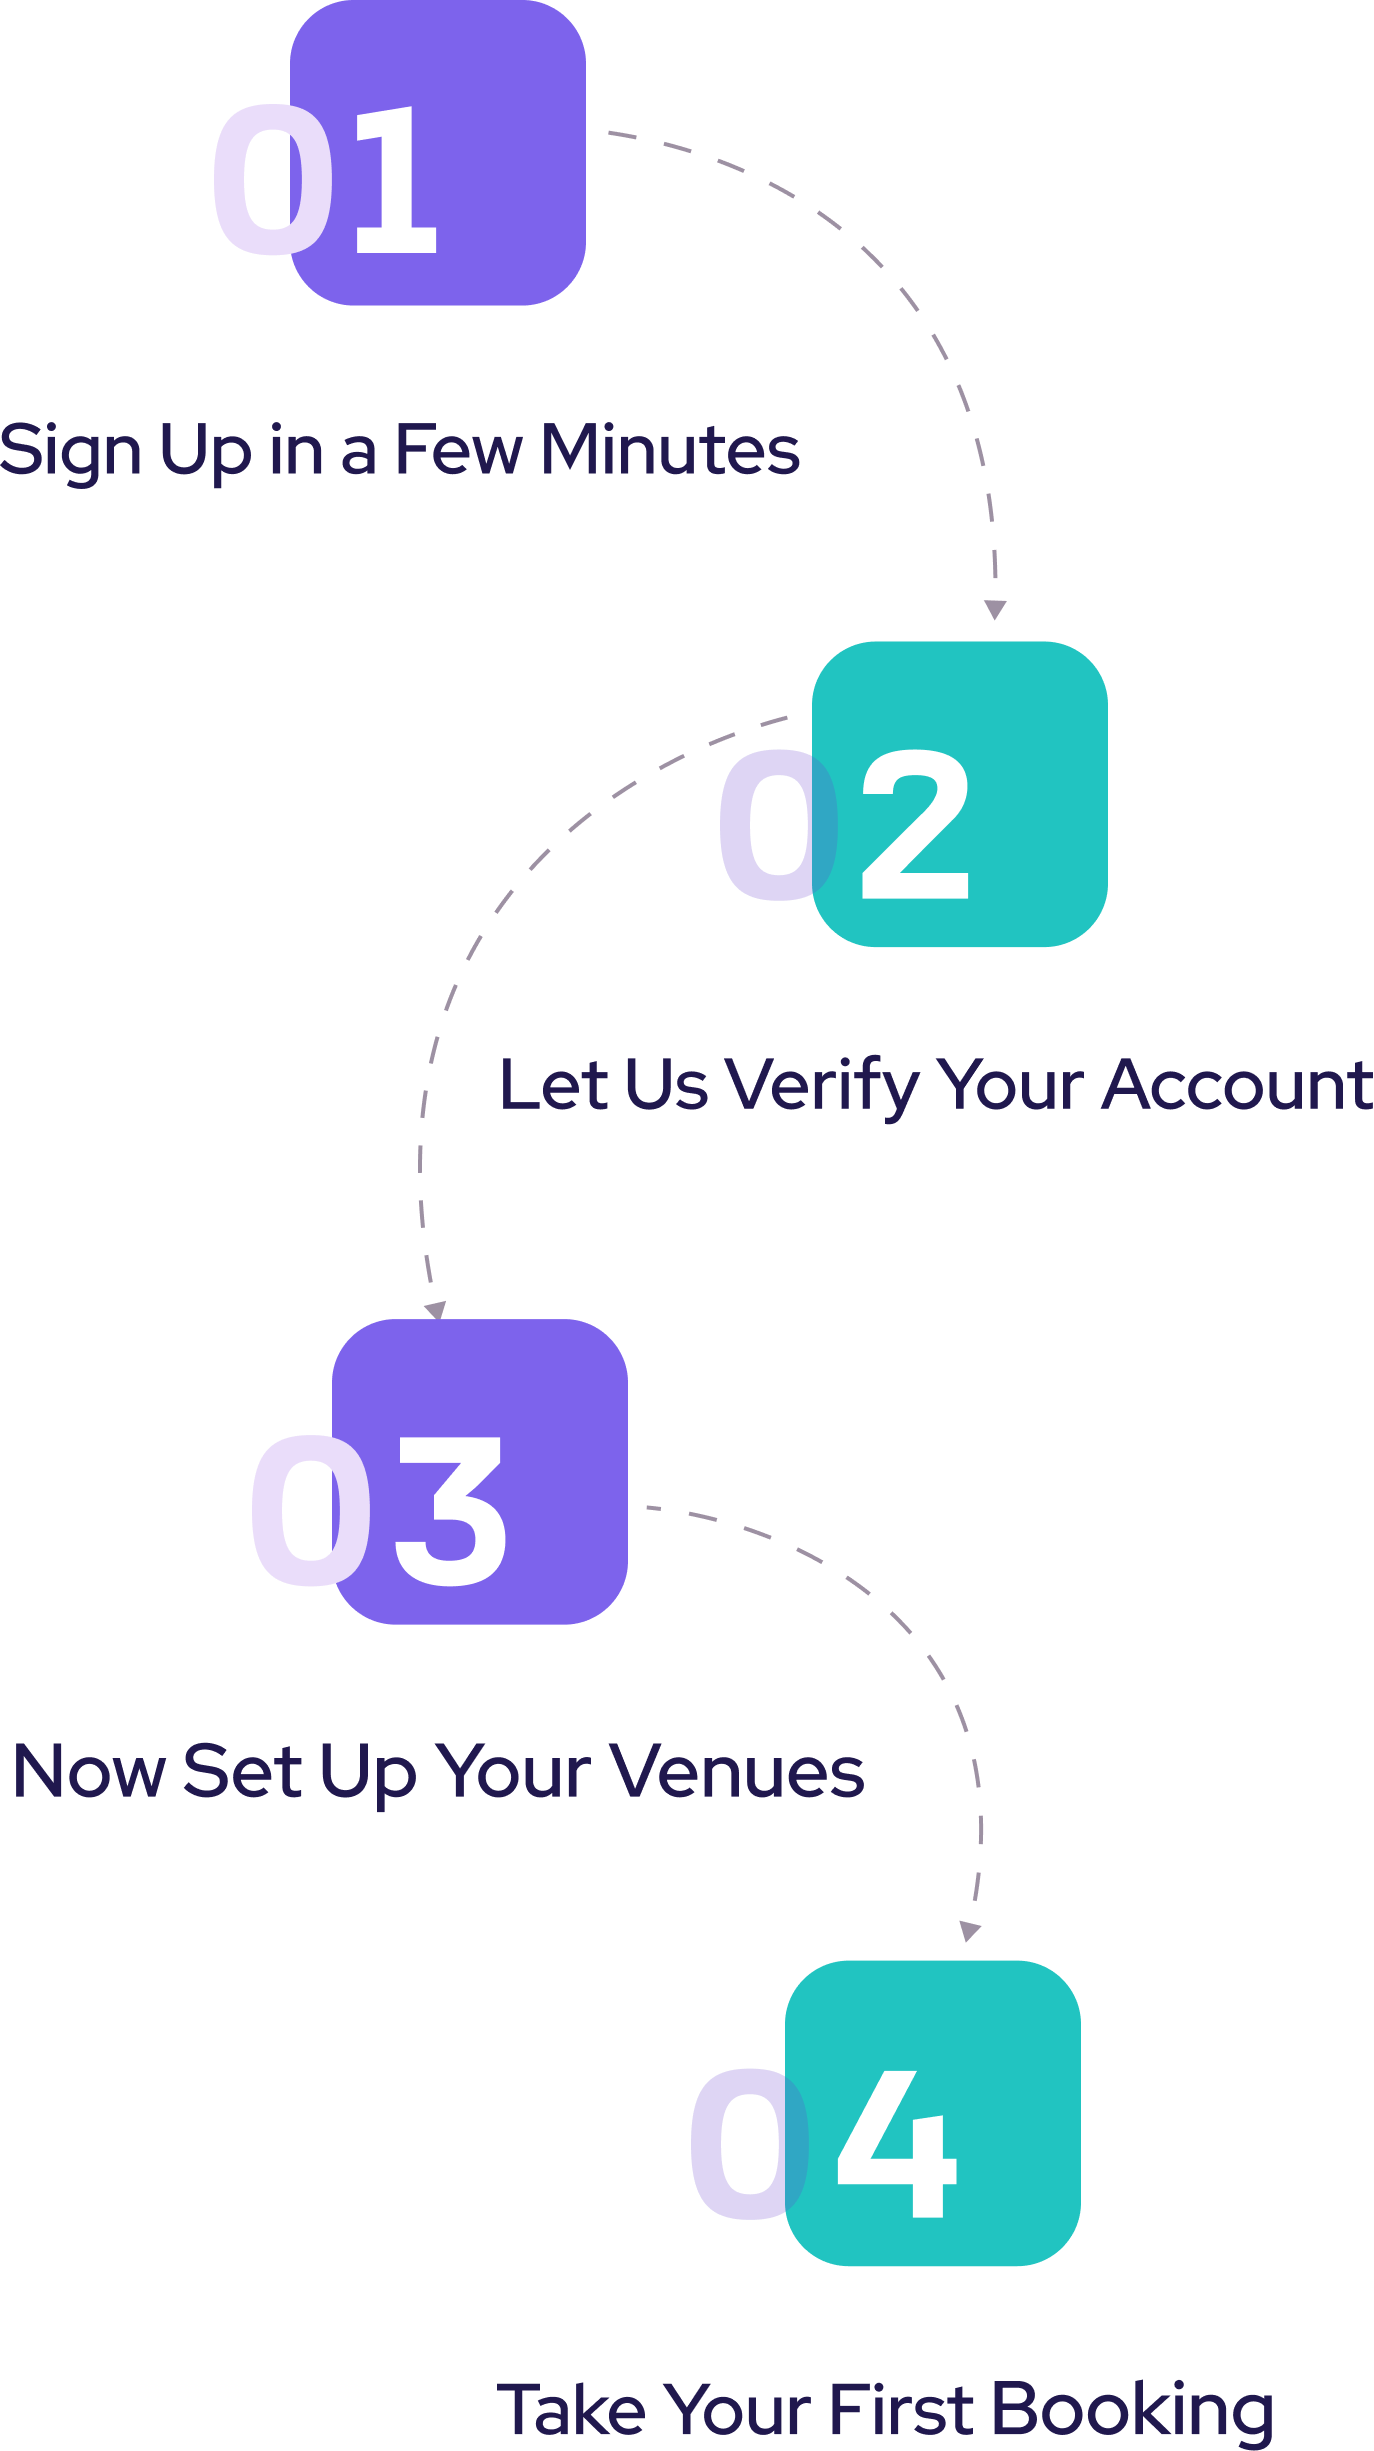 01
Sign Up in a Few Minutes
02
Let Us Verify Your Account
03
Now Set Up Your Venues
04
Take Your First Booking